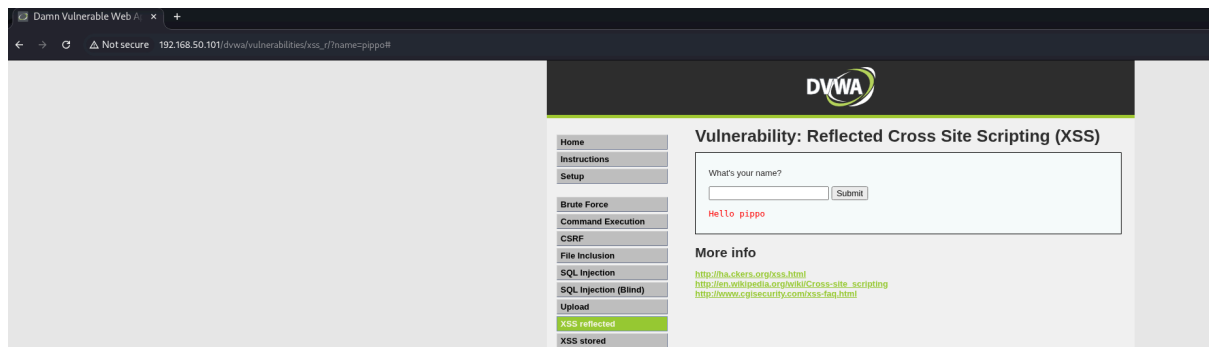 Damn Vulnerable Web A
Not secure 192.168.50.101/dvwa/vulnerabilities/xss_r/?name=pippo#
DVWA
Home
Instructions
Setup
Brute Force
Command Execution
CSRF
File Inclusion
SQL Injection
SQL Injection (Blind)
Upload
XSS reflected
XSS stored
Vulnerability: Reflected Cross Site Scripting (XSS)
What's your name?
Submit
Hello pippo
More info
http://ha.ckers.org/xss.html
http://en.wikipedia.org/wiki/Cross-site_scripting
http://www.cgisecurity.com/xss-faq.html